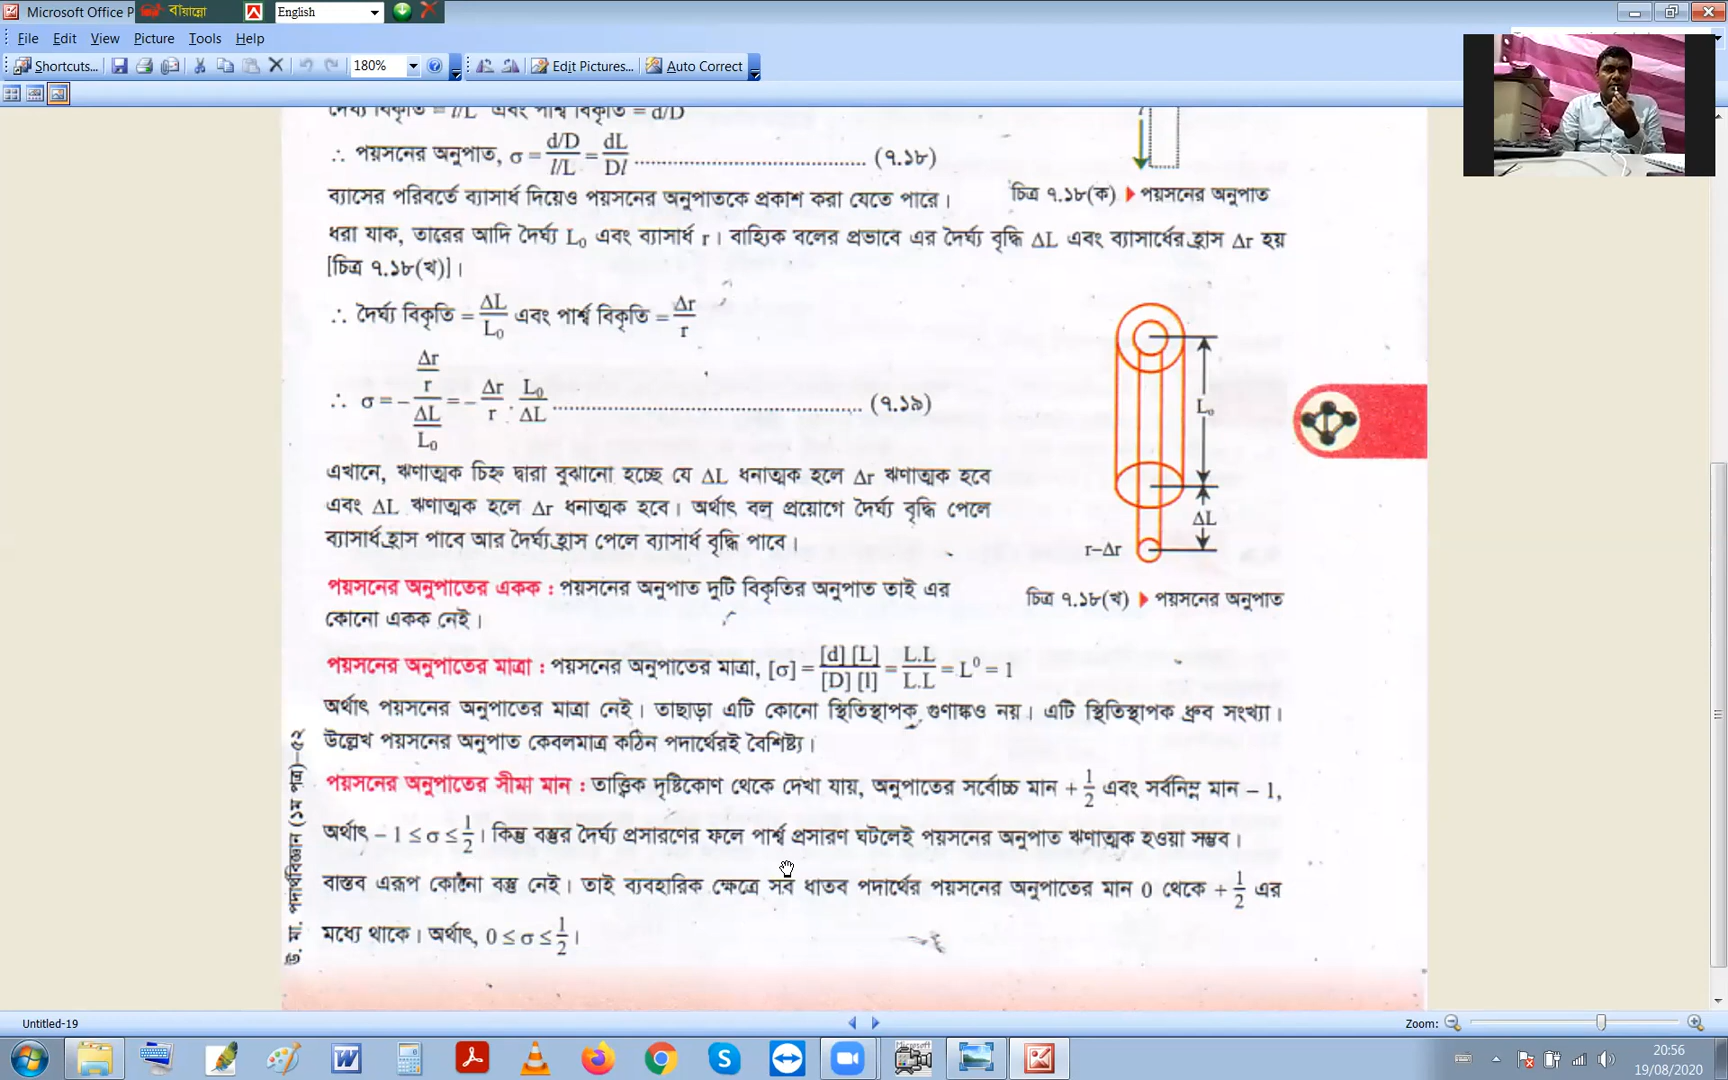 Microsoft Office P
বাঁয়ান্নো
English
File Edit View Picture Tools Help
Shortcuts...
180%
Edit Pictures...
Auto Correct
দৈর্ঘ্য বিকৃতি = l/L এবং পার্শ্ব বিকৃতি = d/D
∴ পয়সনের অনুপাত, σ = (d/D)/(l/L) = dL/Dl .......................................... (৭.১৮)
ব্যাসের পরিবর্তে ব্যাসার্ধ দিয়েও পয়সনের অনুপাতকে প্রকাশ করা যেতে পারে।
চিত্র ৭.১৮(ক) ▶ পয়সনের অনুপাত
ধরা যাক, তারের আদি দৈর্ঘ্য L₀ এবং ব্যাসার্ধ r। বাহ্যিক বলের প্রভাবে এর দৈর্ঘ্য বৃদ্ধি ΔL এবং ব্যাসার্ধের হ্রাস Δr হয়
[চিত্র ৭.১৮(খ)]।
∴ দৈর্ঘ্য বিকৃতি = ΔL/L₀ এবং পার্শ্ব বিকৃতি = Δr/r
∴ σ = – (Δr/r)/(ΔL/L₀) = – Δr/r · L₀/ΔL .......................................................... (৭.১৯)
L₀
ΔL
r–Δr
এখানে, ঋণাত্মক চিহ্ন দ্বারা বুঝানো হচ্ছে যে ΔL ধনাত্মক হলে Δr ঋণাত্মক হবে
এবং ΔL ঋণাত্মক হলে Δr ধনাত্মক হবে। অর্থাৎ বল প্রয়োগে দৈর্ঘ্য বৃদ্ধি পেলে
ব্যাসার্ধ হ্রাস পাবে আর দৈর্ঘ্য হ্রাস পেলে ব্যাসার্ধ বৃদ্ধি পাবে।
পয়সনের অনুপাতের একক : পয়সনের অনুপাত দুটি বিকৃতির অনুপাত তাই এর
কোনো একক নেই।
চিত্র ৭.১৮(খ) ▶ পয়সনের অনুপাত
পয়সনের অনুপাতের মাত্রা : পয়সনের অনুপাতের মাত্রা, [σ] = [d] [L]/[D] [l] = L.L/L.L = L⁰ = 1
অর্থাৎ পয়সনের অনুপাতের মাত্রা নেই। তাছাড়া এটি কোনো স্থিতিস্থাপক গুণাঙ্কও নয়। এটি স্থিতিস্থাপক ধ্রুব সংখ্যা।
উল্লেখ পয়সনের অনুপাত কেবলমাত্র কঠিন পদার্থেরই বৈশিষ্ট্য।
পয়সনের অনুপাতের সীমা মান : তাত্ত্বিক দৃষ্টিকোণ থেকে দেখা যায়, অনুপাতের সর্বোচ্চ মান + 1/2 এবং সর্বনিম্ন মান – 1,
অর্থাৎ – 1 ≤ σ ≤ 1/2। কিন্তু বস্তুর দৈর্ঘ্য প্রসারণের ফলে পার্শ্ব প্রসারণ ঘটলেই পয়সনের অনুপাত ঋণাত্মক হওয়া সম্ভব।
বাস্তব এরূপ কোনো বস্তু নেই। তাই ব্যবহারিক ক্ষেত্রে সব ধাতব পদার্থের পয়সনের অনুপাতের মান 0 থেকে + 1/2 এর
মধ্যে থাকে। অর্থাৎ, 0 ≤ σ ≤ 1/2।
উ. মা. পদার্থবিজ্ঞান (১ম পত্র)–৫২
Untitled-19
Zoom:
20:56
19/08/2020